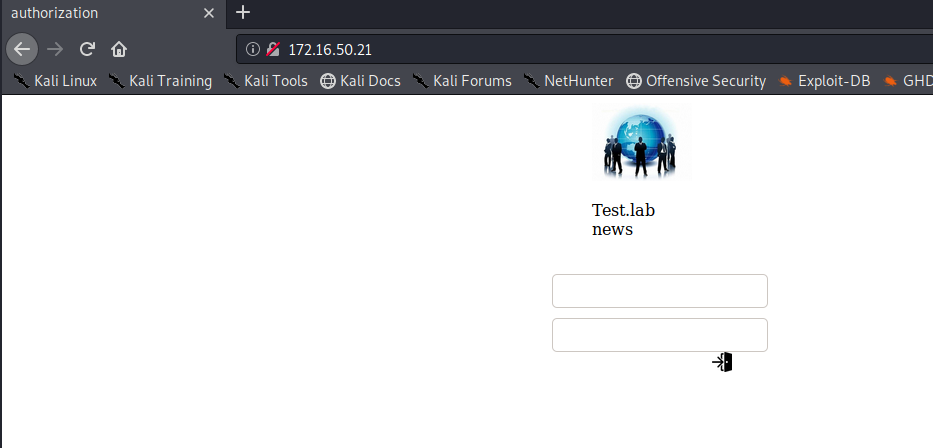 authorization
172.16.50.21
Kali Linux Kali Training Kali Tools Kali Docs Kali Forums NetHunter Offensive Security Exploit-DB GHD
Test.lab
news